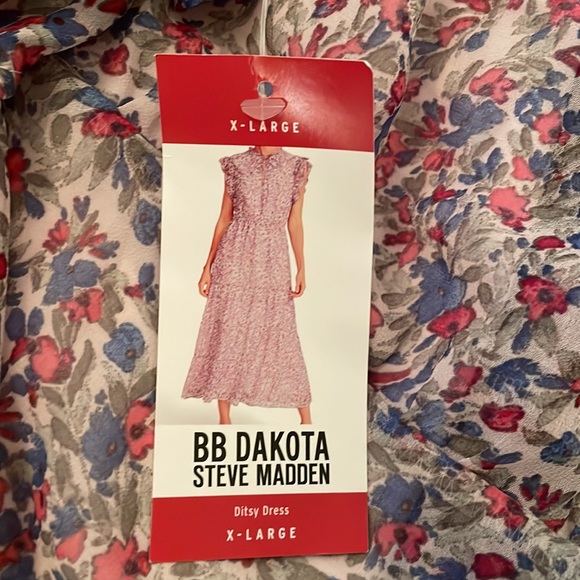 X-LARGE
BB DAKOTA
STEVE MADDEN
Ditsy Dress
X-LARGE